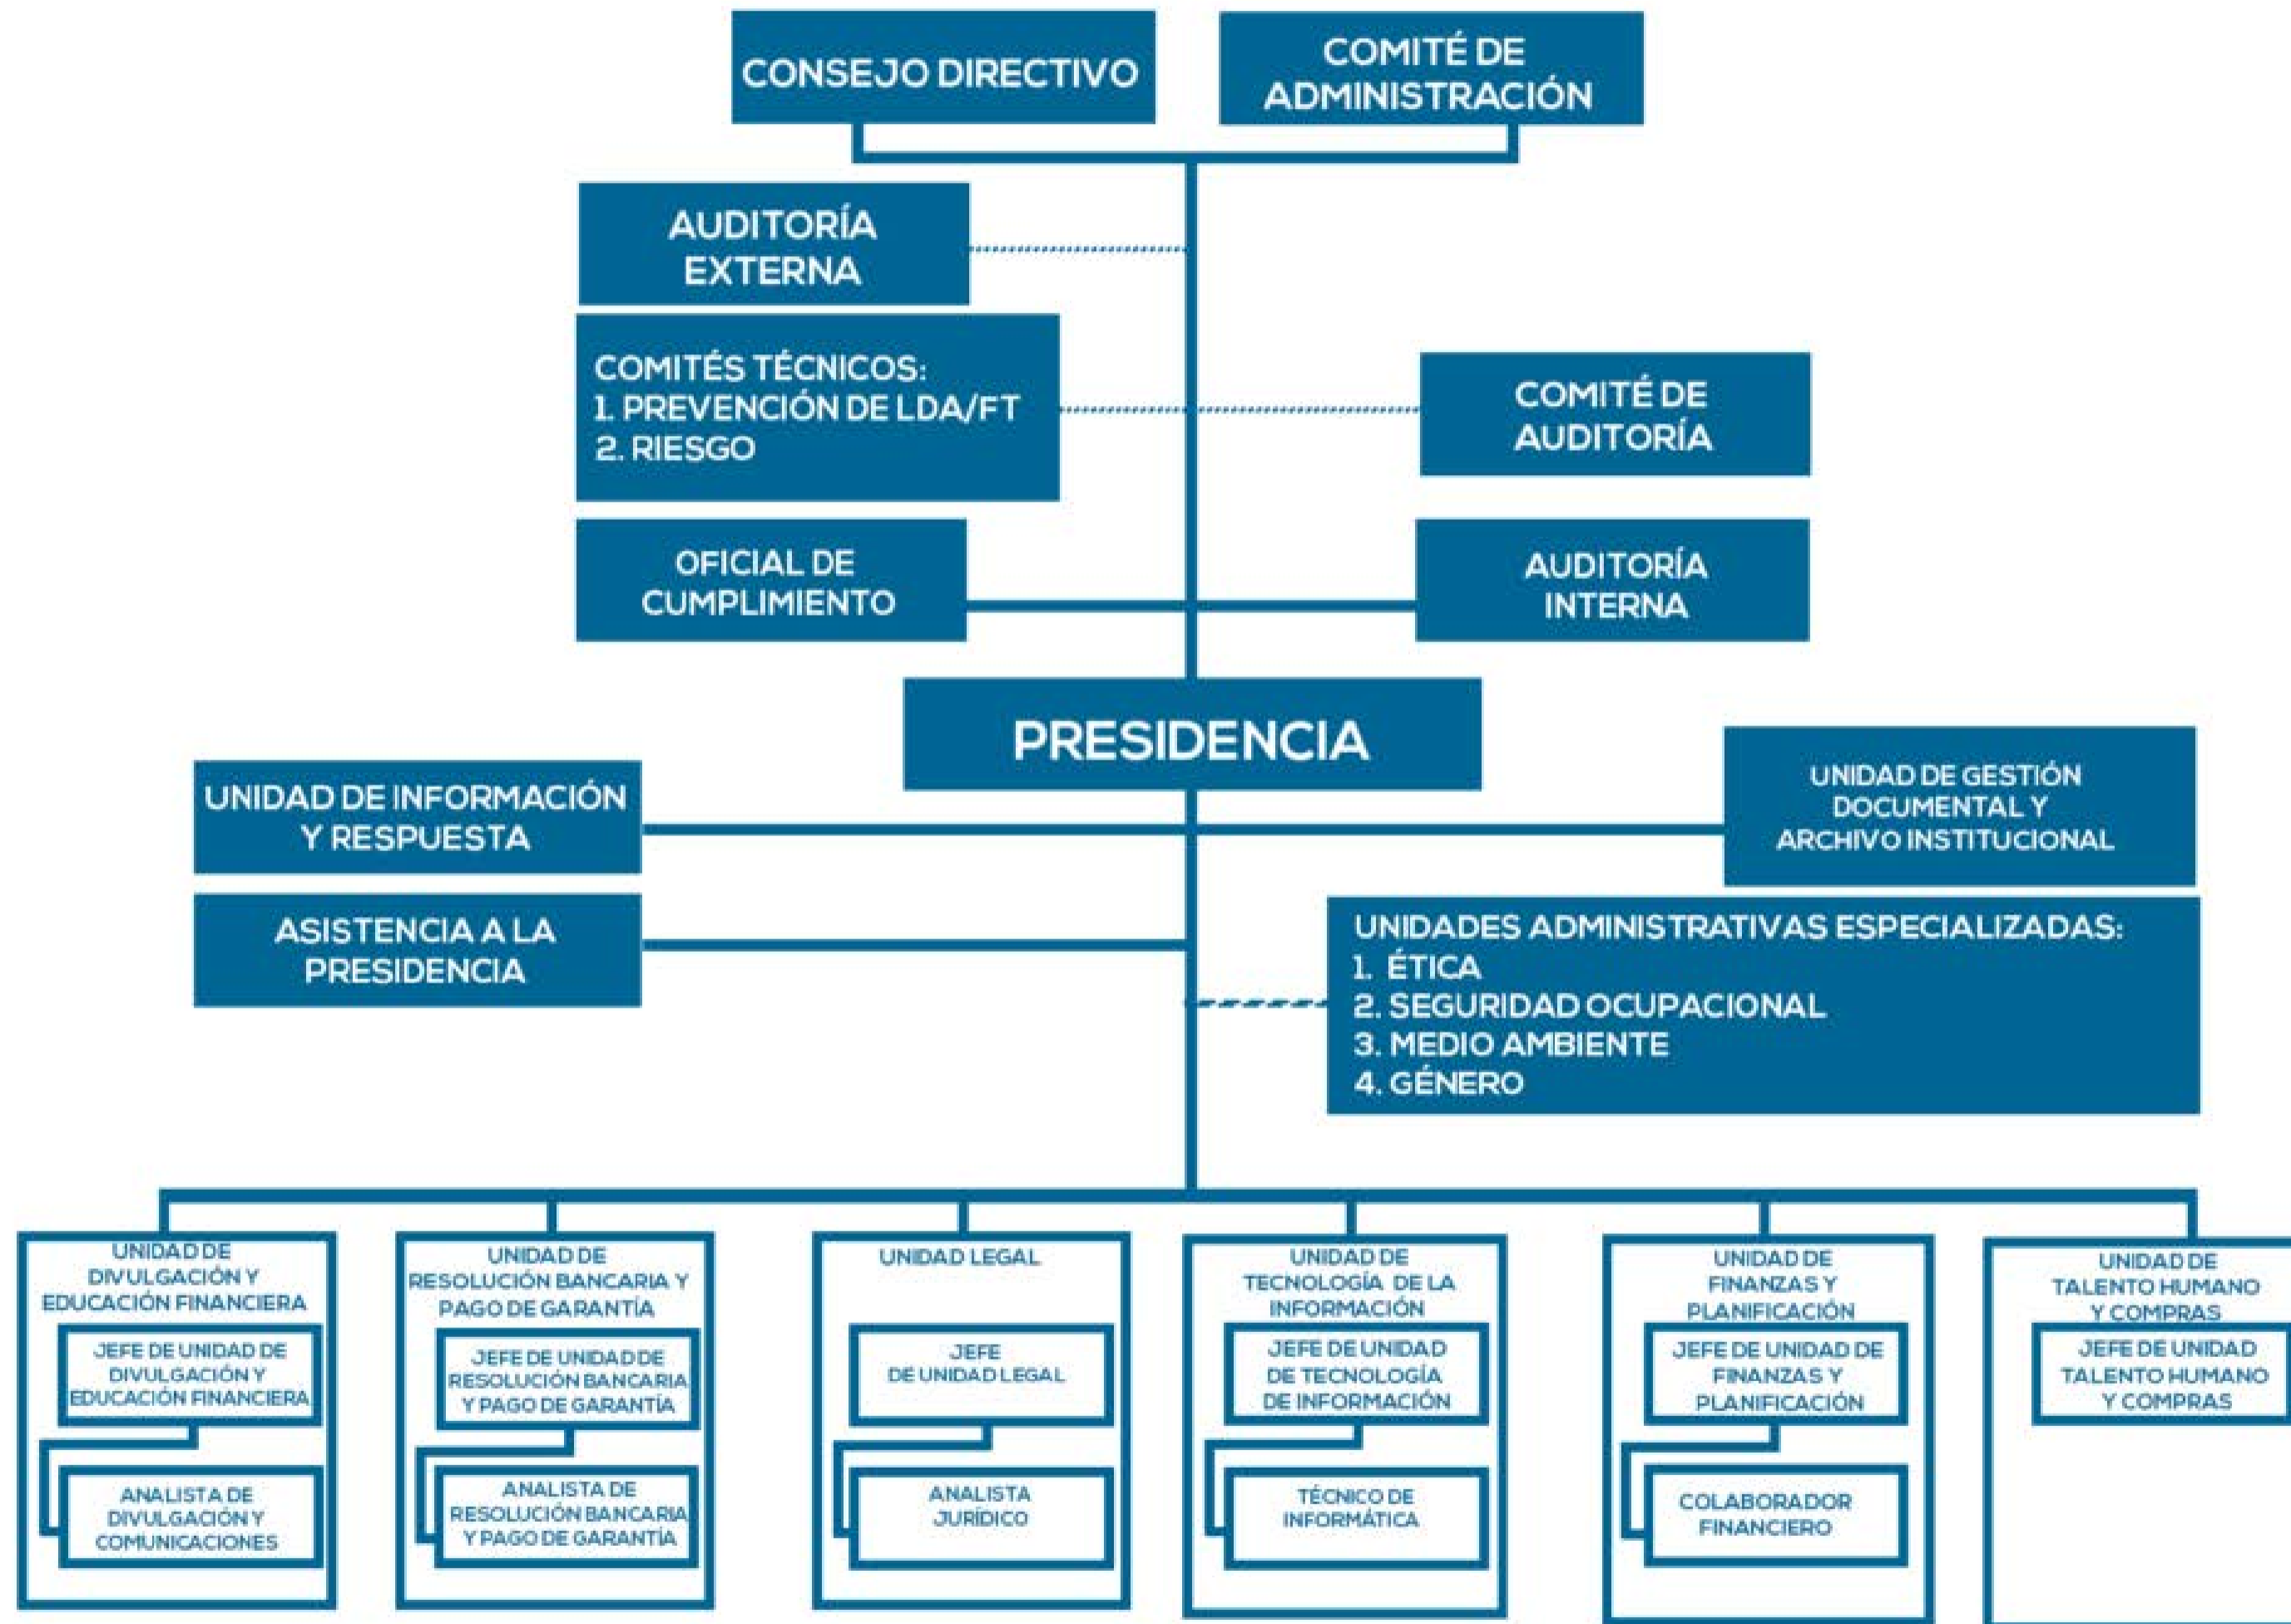 CONSEJO DIRECTIVO
COMITÉ DE
ADMINISTRACIÓN
AUDITORÍA
EXTERNA
COMITÉS TÉCNICOS:
1. PREVENCIÓN DE LDA/FT
2. RIESGO
COMITÉ DE
AUDITORÍA
OFICIAL DE
CUMPLIMIENTO
AUDITORÍA
INTERNA
PRESIDENCIA
UNIDAD DE INFORMACIÓN
Y RESPUESTA
UNIDAD DE GESTIÓN
DOCUMENTAL Y
ARCHIVO INSTITUCIONAL
ASISTENCIA A LA
PRESIDENCIA
UNIDADES ADMINISTRATIVAS ESPECIALIZADAS:
1. ÉTICA
2. SEGURIDAD OCUPACIONAL
3. MEDIO AMBIENTE
4. GÉNERO
UNIDAD DE
DIVULGACIÓN Y
EDUCACIÓN FINANCIERA
JEFE DE UNIDAD DE
DIVULGACIÓN Y
EDUCACIÓN FINANCIERA
ANALISTA DE
DIVULGACIÓN Y
COMUNICACIONES
UNIDAD DE
RESOLUCIÓN BANCARIA Y
PAGO DE GARANTÍA
JEFE DE UNIDAD DE
RESOLUCIÓN BANCARIA
Y PAGO DE GARANTÍA
ANALISTA DE
RESOLUCIÓN BANCARIA
Y PAGO DE GARANTÍA
UNIDAD LEGAL
JEFE
DE UNIDAD LEGAL
ANALISTA
JURÍDICO
UNIDAD DE
TECNOLOGÍA DE LA
INFORMACIÓN
JEFE DE UNIDAD
DE TECNOLOGÍA
DE INFORMACIÓN
TÉCNICO DE
INFORMÁTICA
UNIDAD DE
FINANZAS Y
PLANIFICACIÓN
JEFE DE UNIDAD DE
FINANZAS Y
PLANIFICACIÓN
COLABORADOR
FINANCIERO
UNIDAD DE
TALENTO HUMANO
Y COMPRAS
JEFE DE UNIDAD
TALENTO HUMANO
Y COMPRAS